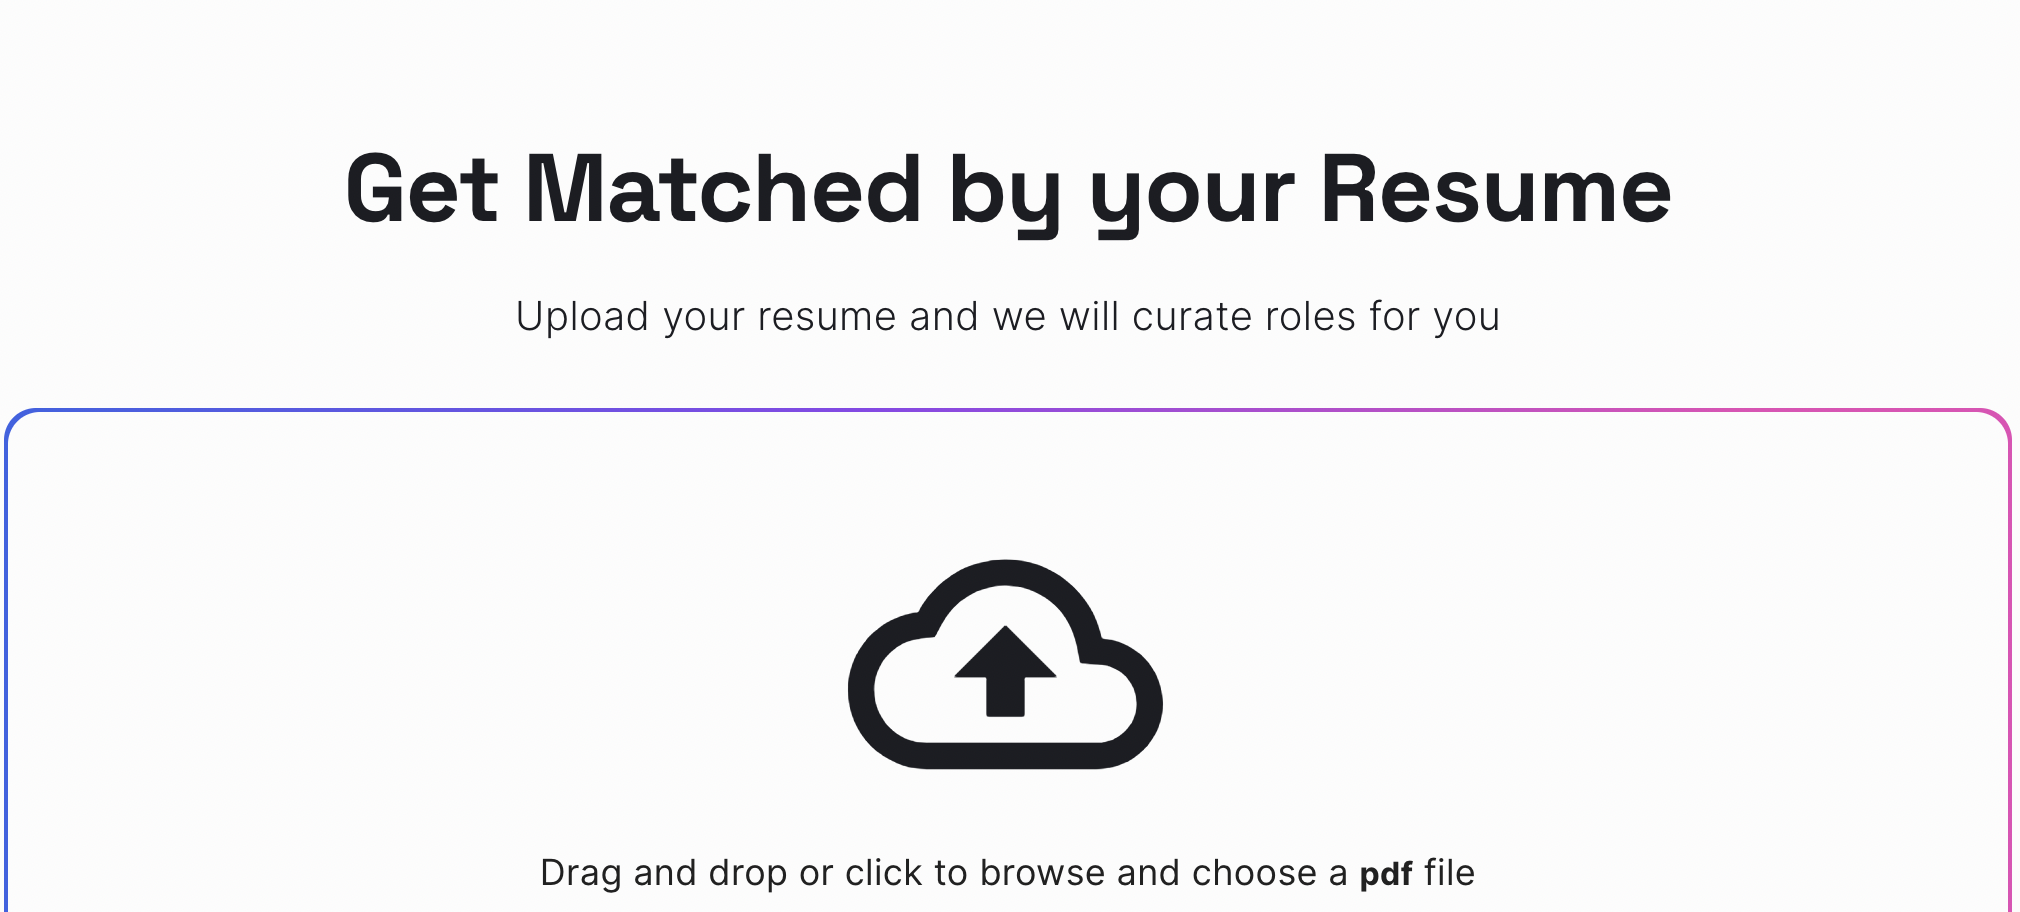 Get Matched by your Resume
Upload your resume and we will curate roles for you
Drag and drop or click to browse and choose a pdf file